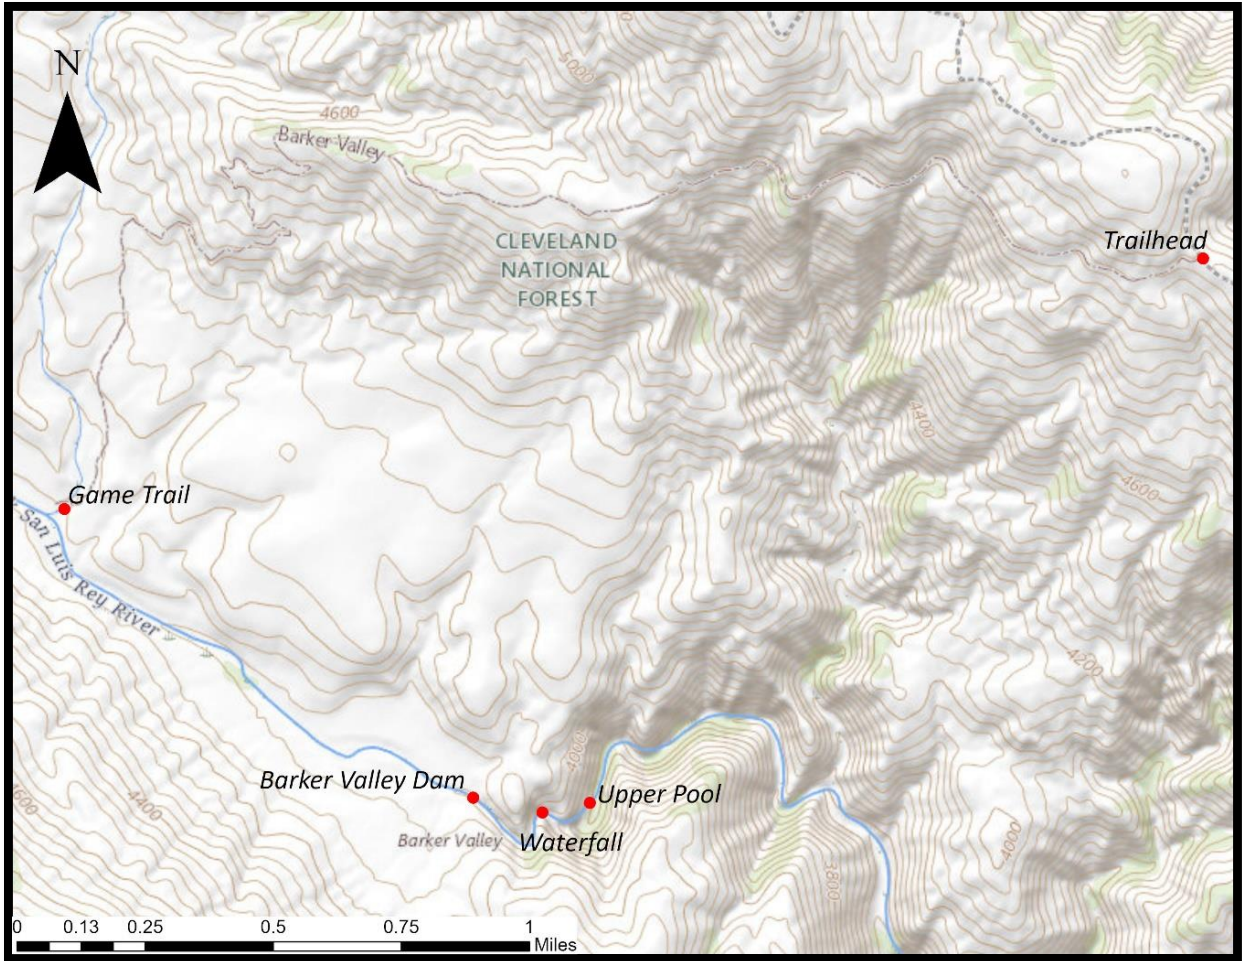 5000
N
4600
Barker Valley
CLEVELAND
NATIONAL
FOREST
Trailhead
4400
Game Trail
4600
San Luis Rey River
4200
4000
Barker Valley Dam
Upper Pool
4600
4400
Barker Valley
Waterfall
4000
3800
0 0.13 0.25 0.5 0.75 1
Miles